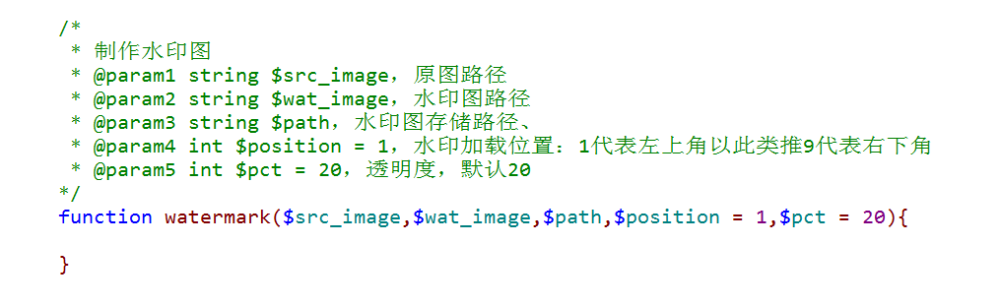 /*
 * 制作水印图
 * @param1 string $src_image，原图路径
 * @param2 string $wat_image，水印图路径
 * @param3 string $path，水印图存储路径、
 * @param4 int $position = 1，水印加载位置：1代表左上角以此类推9代表右下角
 * @param5 int $pct = 20，透明度，默认20
*/
function watermark($src_image,$wat_image,$path,$position = 1,$pct = 20){
}